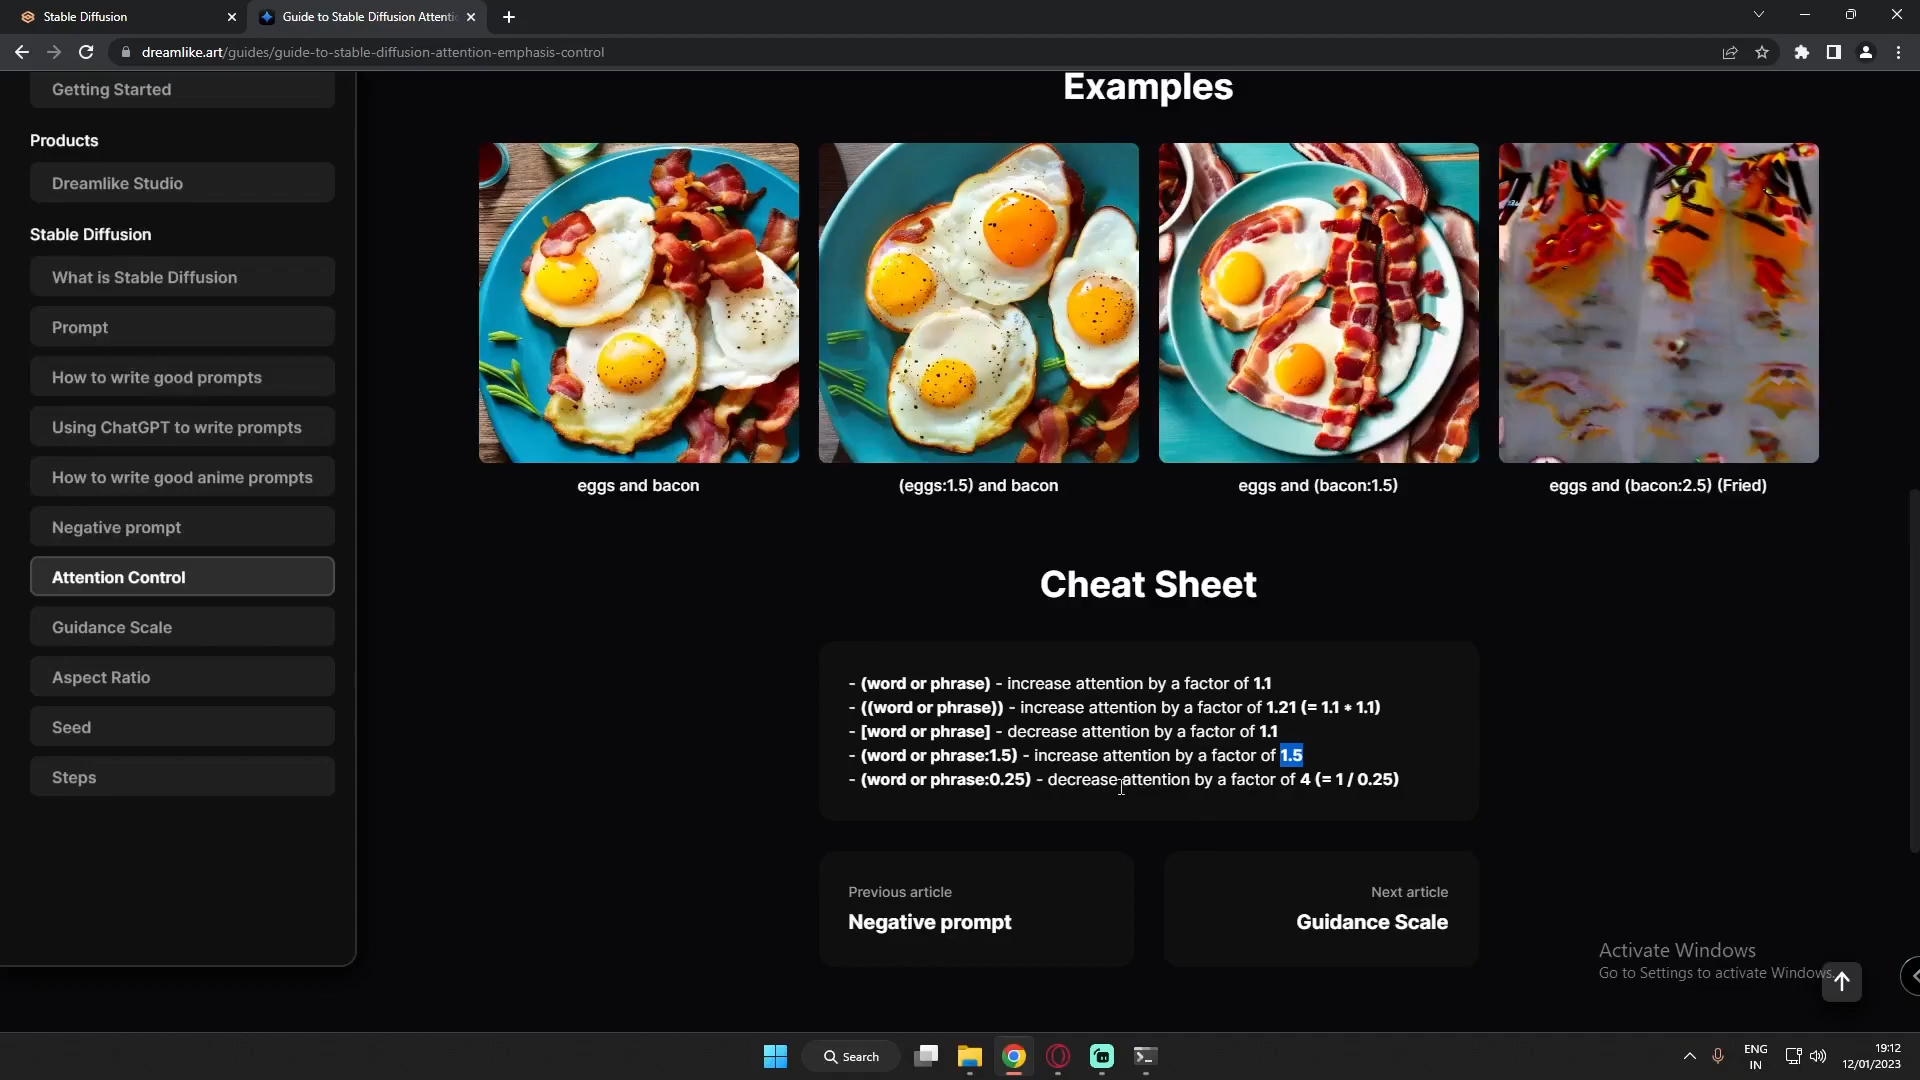 Stable Diffusion
Guide to Stable Diffusion Attenti
dreamlike.art/guides/guide-to-stable-diffusion-attention-emphasis-control
Getting Started
Products
Dreamlike Studio
Stable Diffusion
What is Stable Diffusion
Prompt
How to write good prompts
Using ChatGPT to write prompts
How to write good anime prompts
Negative prompt
Attention Control
Guidance Scale
Aspect Ratio
Seed
Steps
Examples
eggs and bacon
(eggs:1.5) and bacon
eggs and (bacon:1.5)
eggs and (bacon:2.5) (Fried)
Cheat Sheet
- (word or phrase) - increase attention by a factor of 1.1
- ((word or phrase)) - increase attention by a factor of 1.21 (= 1.1 * 1.1)
- [word or phrase] - decrease attention by a factor of 1.1
- (word or phrase:1.5) - increase attention by a factor of 1.5
- (word or phrase:0.25) - decrease attention by a factor of 4 (= 1 / 0.25)
Previous article
Negative prompt
Next article
Guidance Scale
Activate Windows
Go to Settings to activate Windows.
Search
ENG
IN
19:12
12/01/2023